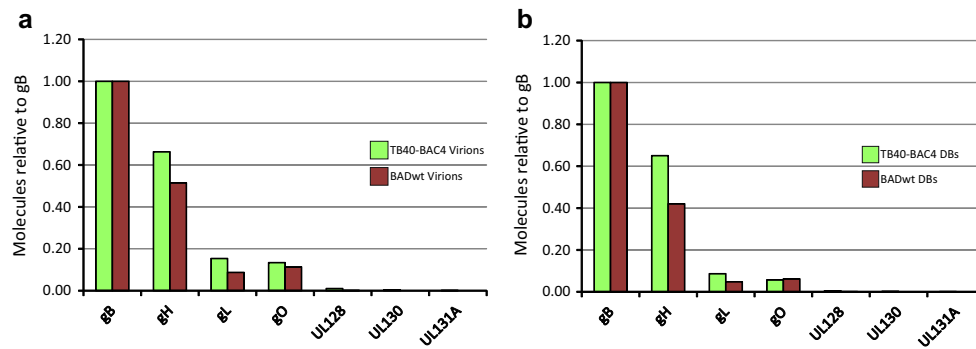 a
Molecules relative to gB
1.20
1.00
0.80
0.60
0.40
0.20
0.00
TB40-BAC4 Virions
BADwt Virions
gB
gH
gL
gO
UL128
UL130
UL131A
b
Molecules relative to gB
1.20
1.00
0.80
0.60
0.40
0.20
0.00
TB40-BAC4 DBs
BADwt DBs
gB
gH
gL
gO
UL128
UL130
UL131A